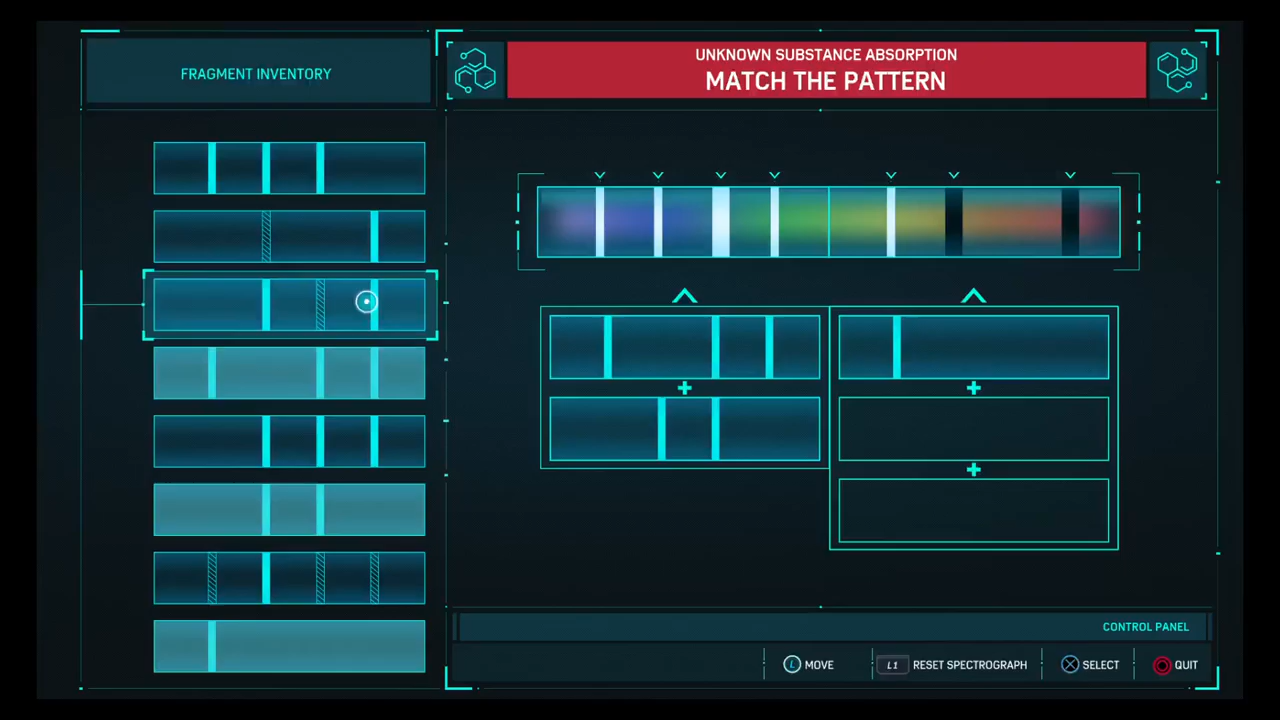 FRAGMENT INVENTORY
UNKNOWN SUBSTANCE ABSORPTION
MATCH THE PATTERN
CONTROL PANEL
L MOVE
L1 RESET SPECTROGRAPH
SELECT
QUIT